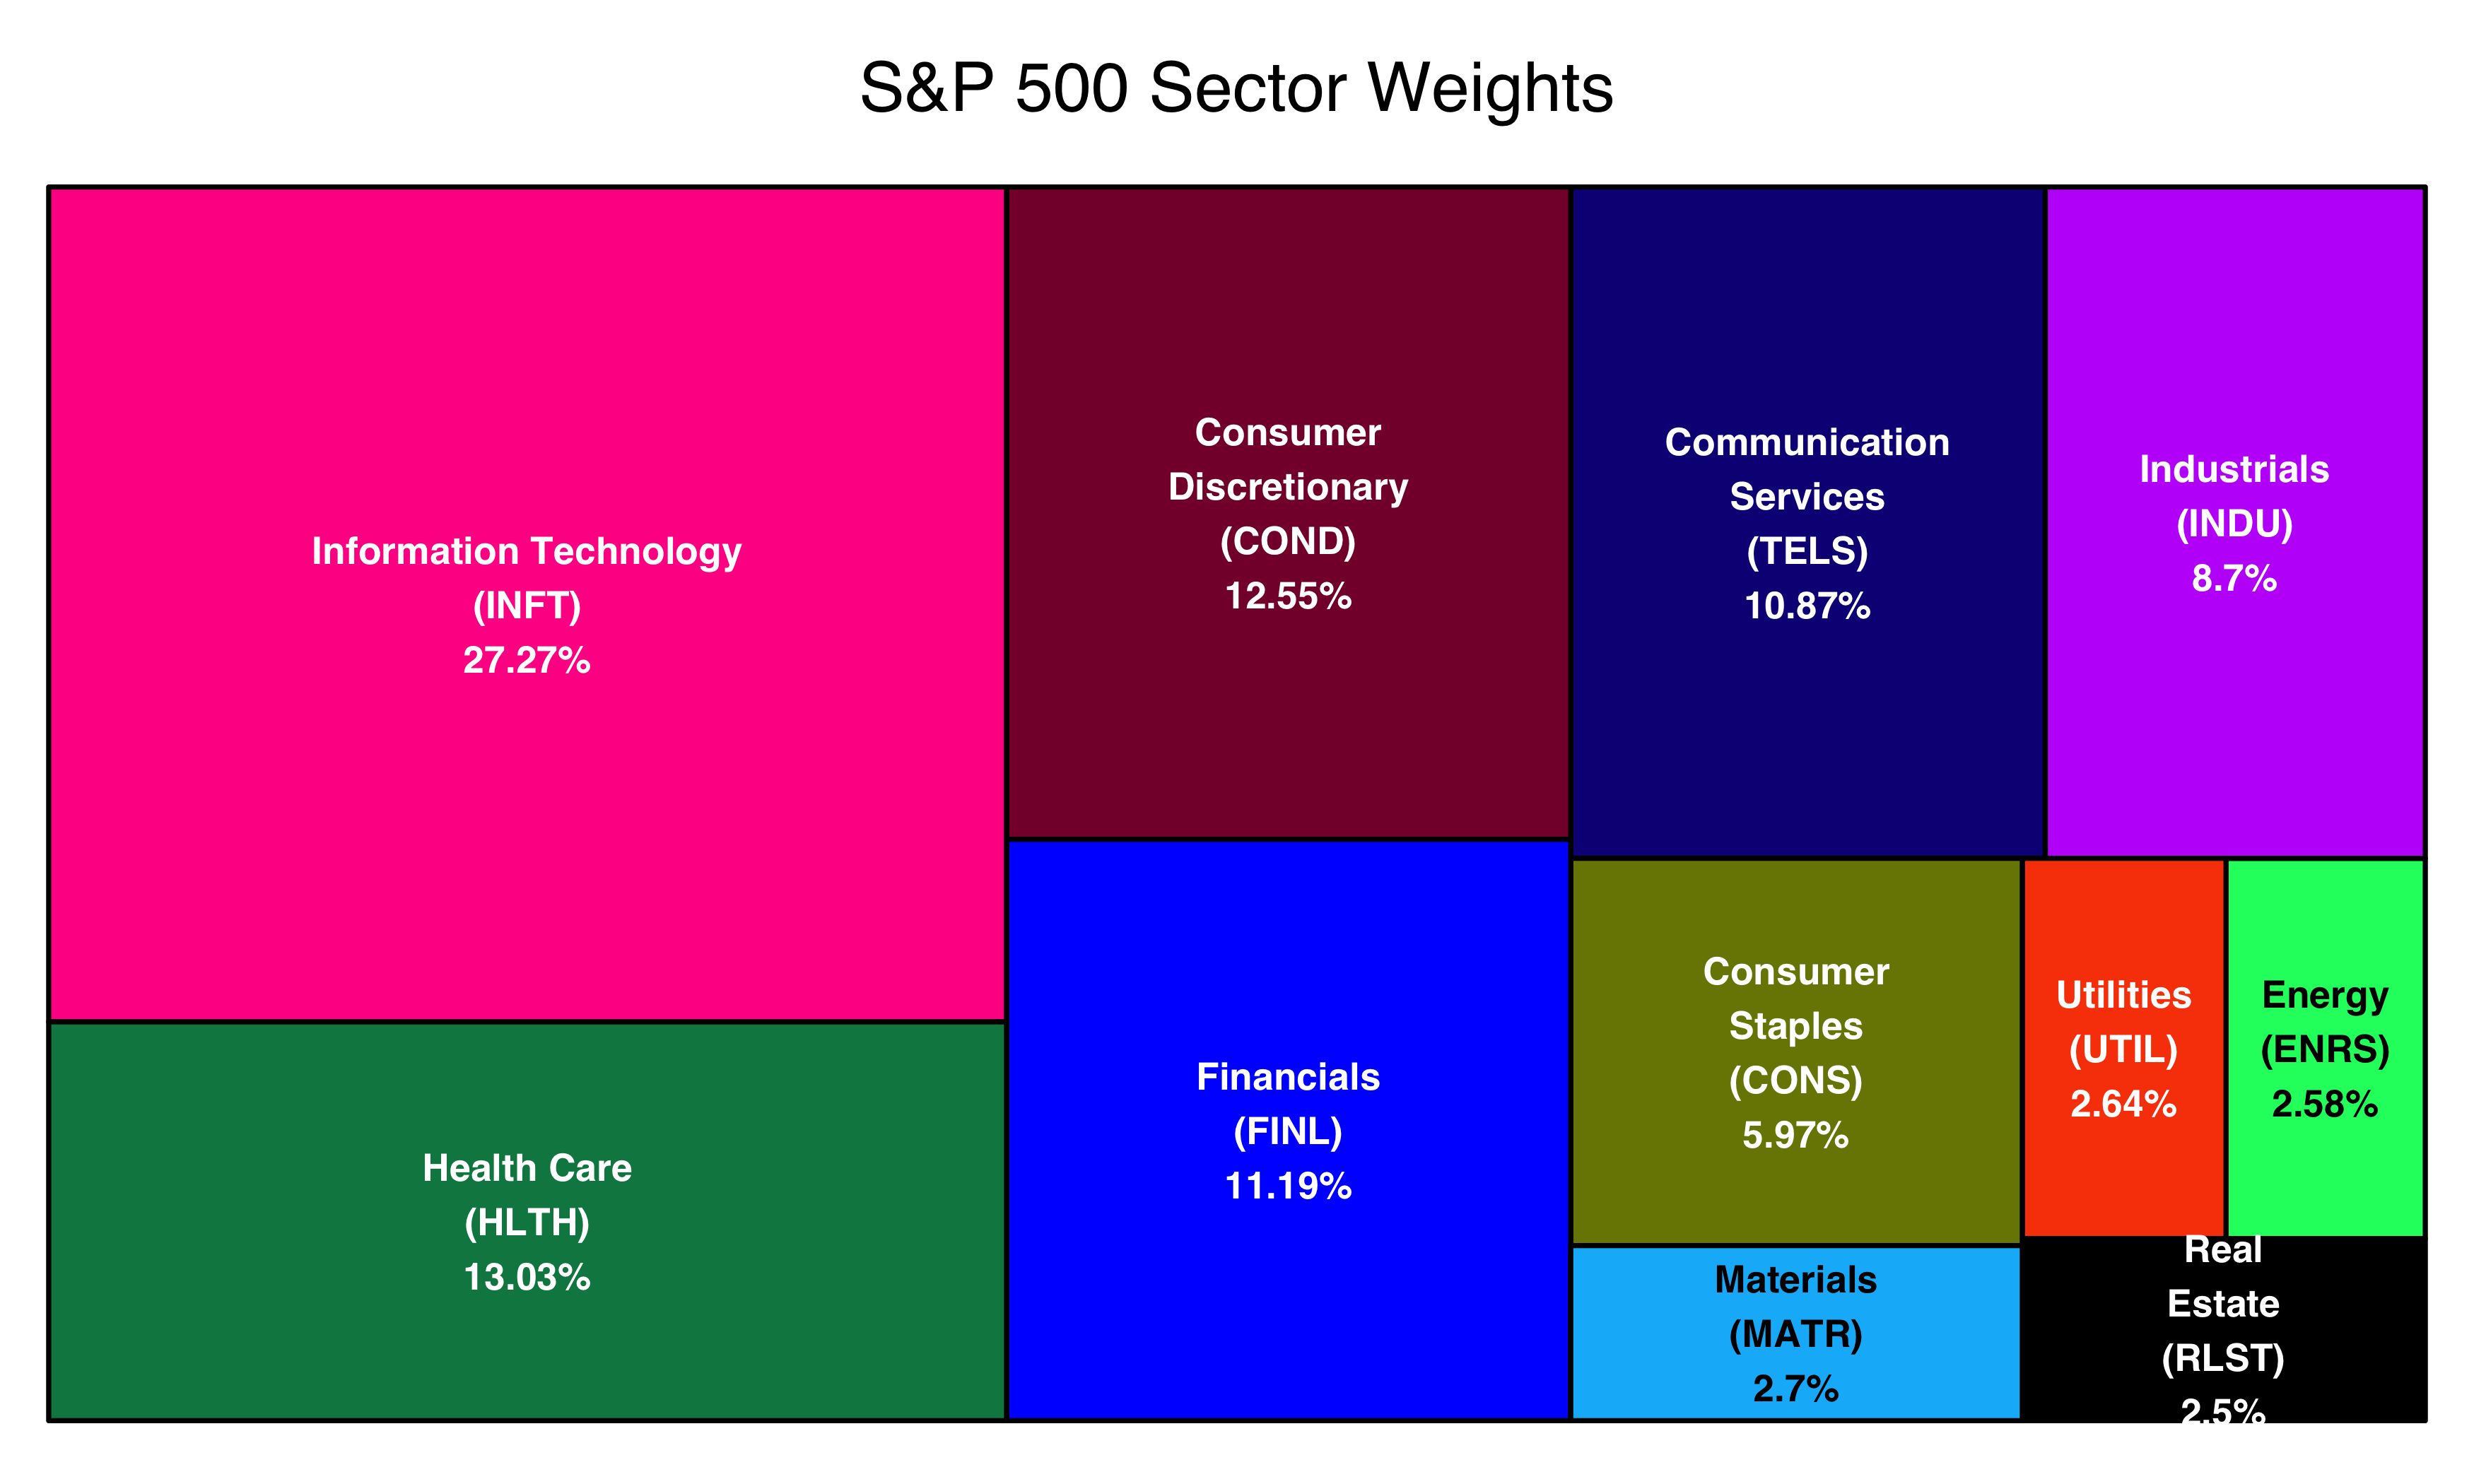 S&P 500 Sector Weights
Information Technology
(INFT)
27.27%
Health Care
(HLTH)
13.03%
Consumer
Discretionary
(COND)
12.55%
Financials
(FINL)
11.19%
Communication
Services
(TELS)
10.87%
Industrials
(INDU)
8.7%
Consumer
Staples
(CONS)
5.97%
Materials
(MATR)
2.7%
Utilities
(UTIL)
2.64%
Energy
(ENRS)
2.58%
Real
Estate
(RLST)
2.5%